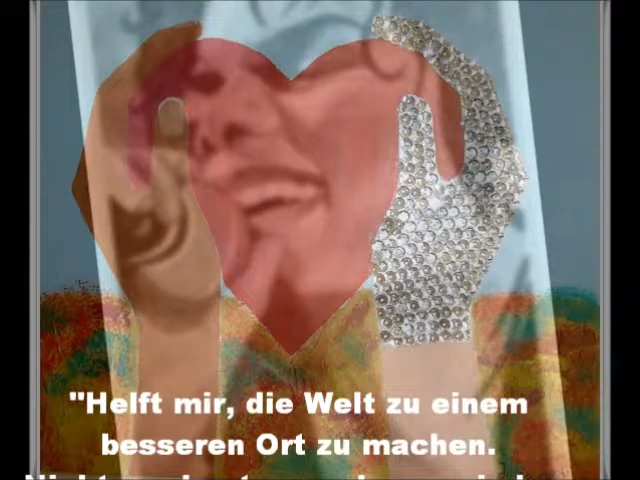 "Helft mir, die Welt zu einem
besseren Ort zu machen.